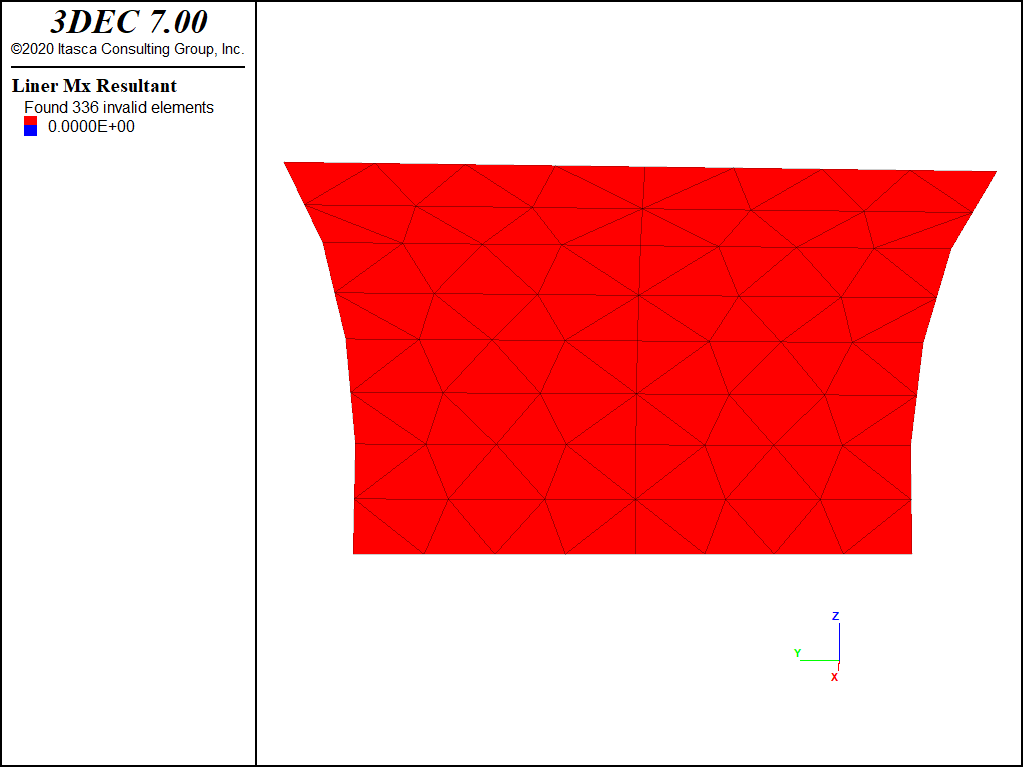 3DEC 7.00
©2020 Itasca Consulting Group, Inc.
Liner Mx Resultant
Found 336 invalid elements
0.0000E+00
Z
Y
X